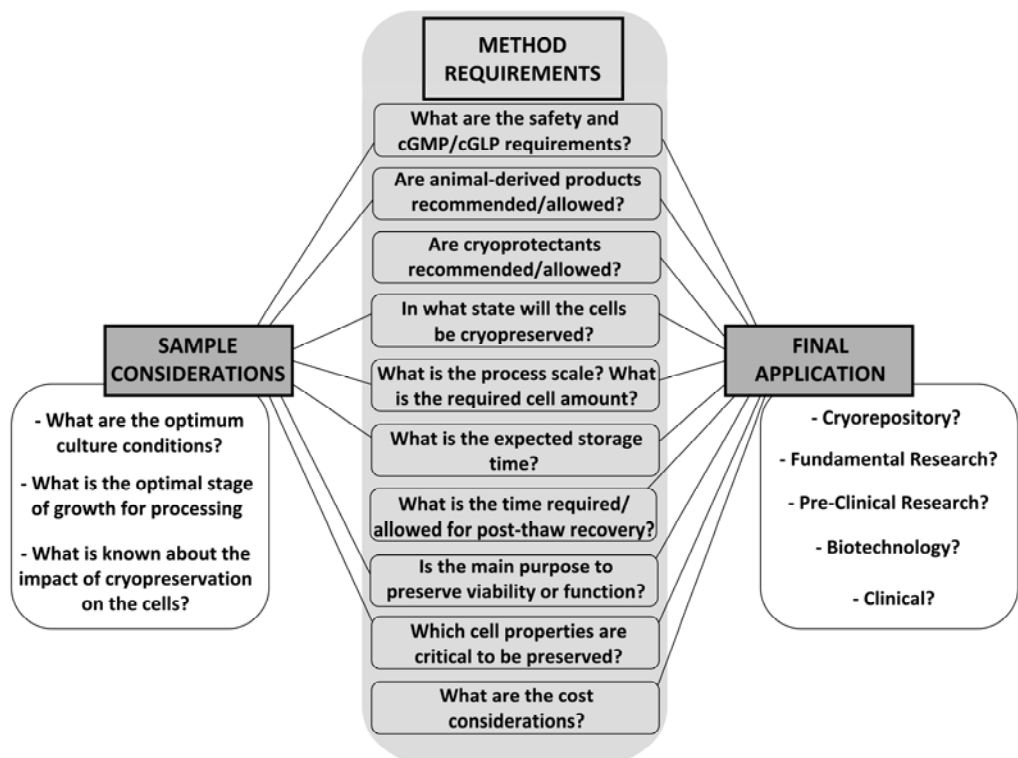 METHOD
REQUIREMENTS
What are the safety and
cGMP/cGLP requirements?
Are animal-derived products
recommended/allowed?
Are cryoprotectants
recommended/allowed?
In what state will the cells
be cryopreserved?
What is the process scale? What
is the required cell amount?
What is the expected storage
time?
What is the time required/
allowed for post-thaw recovery?
Is the main purpose to
preserve viability or function?
Which cell properties are
critical to be preserved?
What are the cost
considerations?
SAMPLE
CONSIDERATIONS
- What are the optimum
culture conditions?
- What is the optimal stage
of growth for processing
- What is known about the
impact of cryopreservation
on the cells?
FINAL
APPLICATION
- Cryorepository?
- Fundamental Research?
- Pre-Clinical Research?
- Biotechnology?
- Clinical?